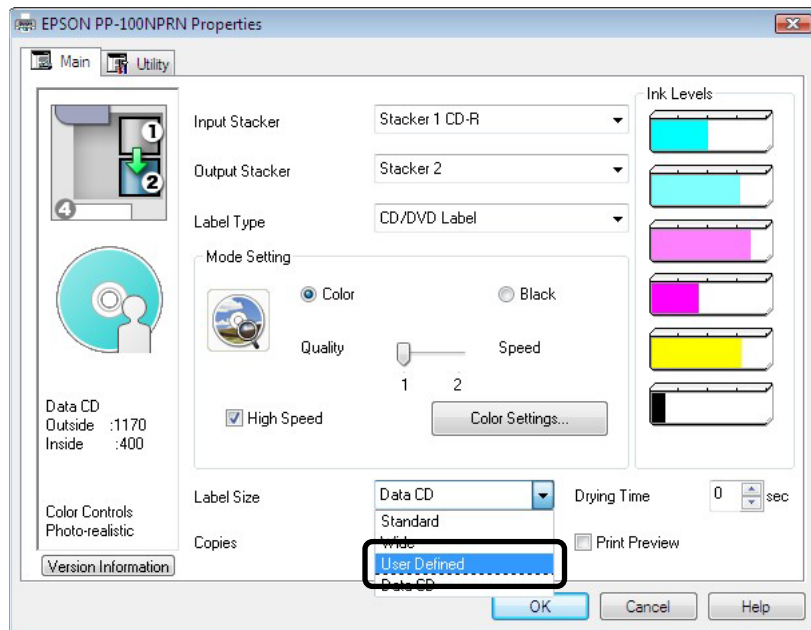 EPSON PP-100NPRN Properties
Main
Utility
1
2
4
Data CD
Outside :1170
Inside :400
Color Controls
Photo-realistic
Version Information
Input Stacker
Stacker 1 CD-R
Output Stacker
Stacker 2
Label Type
CD/DVD Label
Mode Setting
Color
Black
Quality
Speed
1 2
High Speed
Color Settings...
Ink Levels
Label Size
Data CD
Standard
Wide
User Defined
Data CD
Drying Time
0
sec
Copies
Print Preview
OK
Cancel
Help